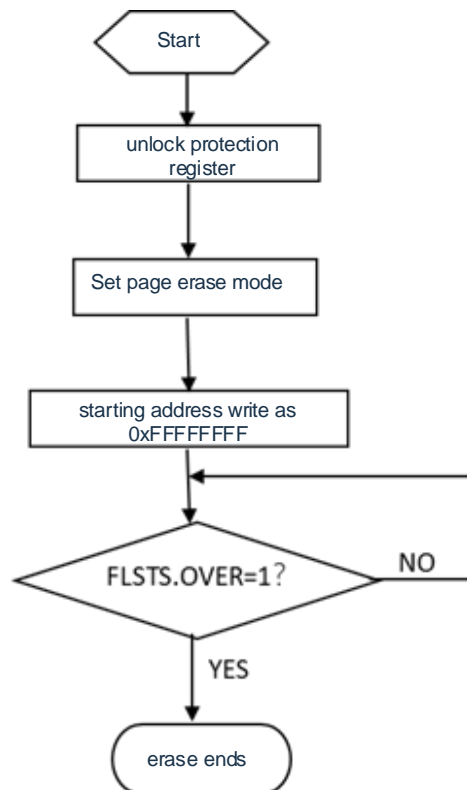 Start
unlock protection
register
Set page erase mode
starting address write as
0xFFFFFFFF
FLSTS.OVER=1?
NO
YES
erase ends